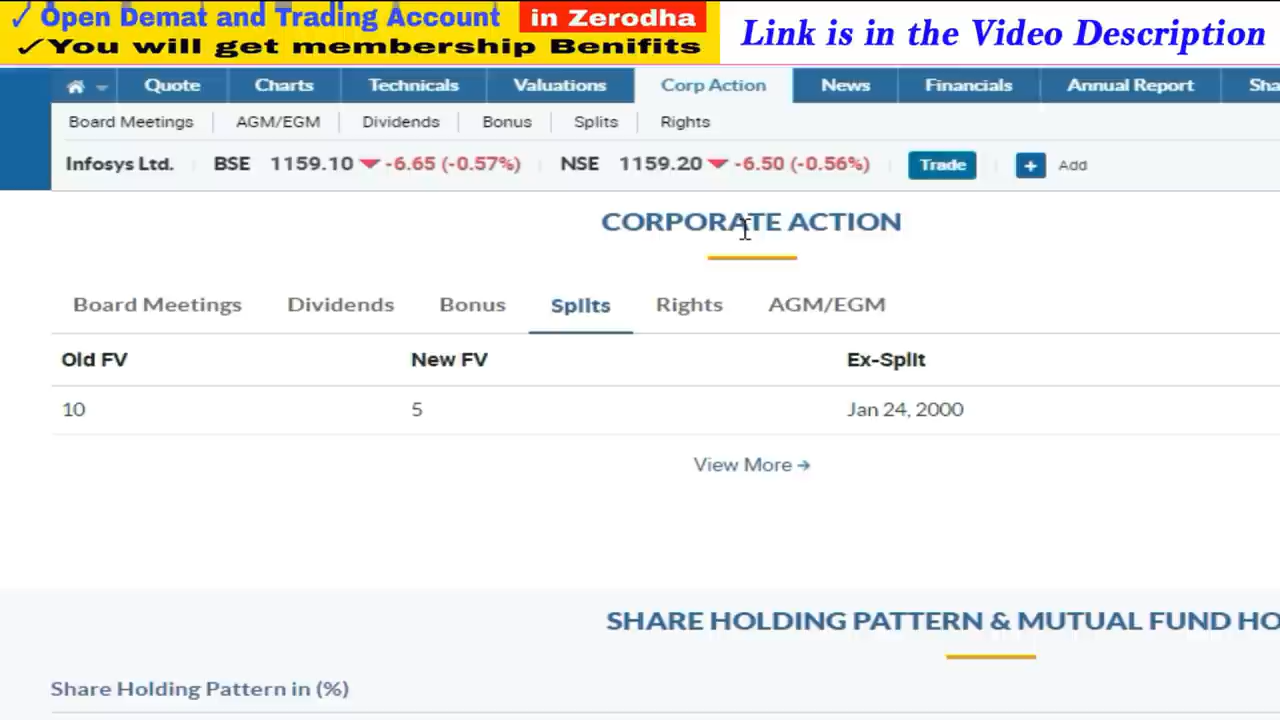 ✓ Open Demat and Trading Account in Zerodha
✓You will get membership Benifits
Link is in the Video Description
Quote Charts Technicals Valuations Corp Action News Financials Annual Report Sha
Board Meetings AGM/EGM Dividends Bonus Splits Rights
Infosys Ltd. BSE 1159.10 -6.65 (-0.57%) NSE 1159.20 -6.50 (-0.56%) Trade + Add
CORPORATE ACTION
Board Meetings Dividends Bonus Splits Rights AGM/EGM
Old FV New FV Ex-Split
10 5 Jan 24, 2000
View More →
SHARE HOLDING PATTERN & MUTUAL FUND HO
Share Holding Pattern in (%)